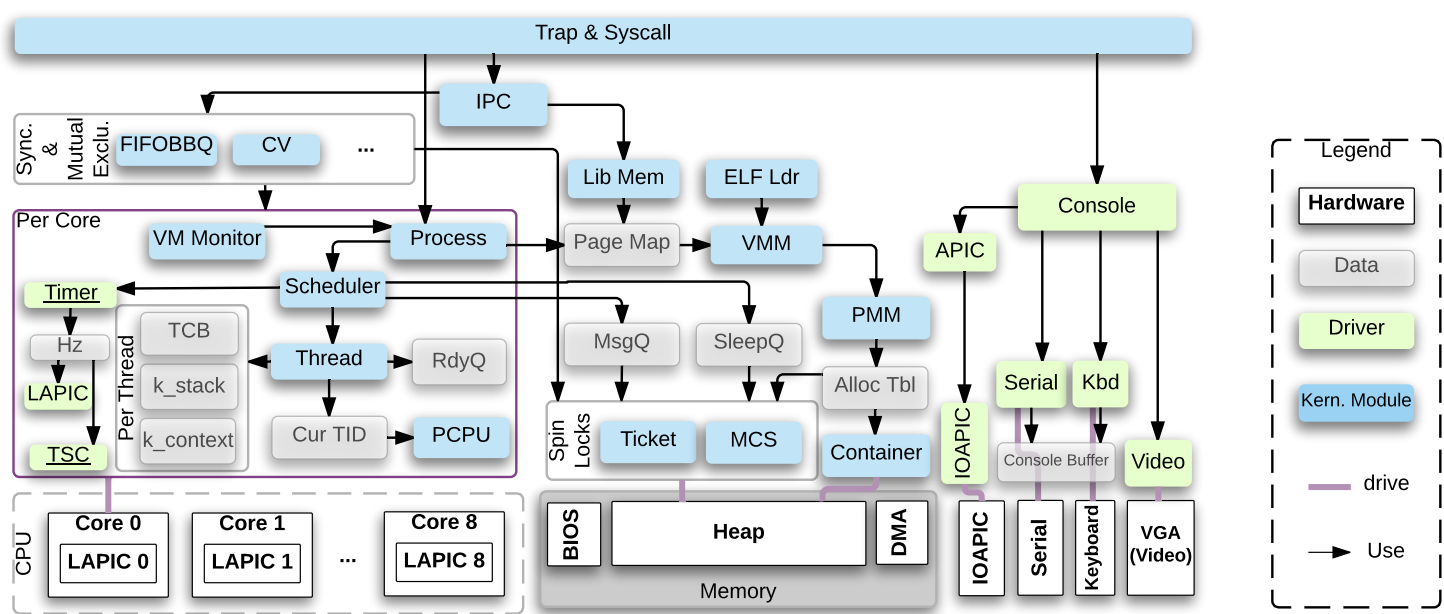 Trap & Syscall
IPC
Sync.
&
Mutual
Exclu.
FIFOBBQ
CV
...
Lib Mem
ELF Ldr
Per Core
VM Monitor
Process
Page Map
VMM
Console
APIC
Timer
Scheduler
PMM
Hz
LAPIC
TSC
Per Thread
TCB
k_stack
k_context
Thread
RdyQ
Cur TID
PCPU
MsgQ
SleepQ
Alloc Tbl
Spin
Locks
Ticket
MCS
Container
IOAPIC
Serial
Kbd
Console Buffer
Video
CPU
Core 0
LAPIC 0
Core 1
LAPIC 1
...
Core 8
LAPIC 8
BIOS
Heap
DMA
Memory
IOAPIC
Serial
Keyboard
VGA
(Video)
Legend
Hardware
Data
Driver
Kern. Module
drive
Use